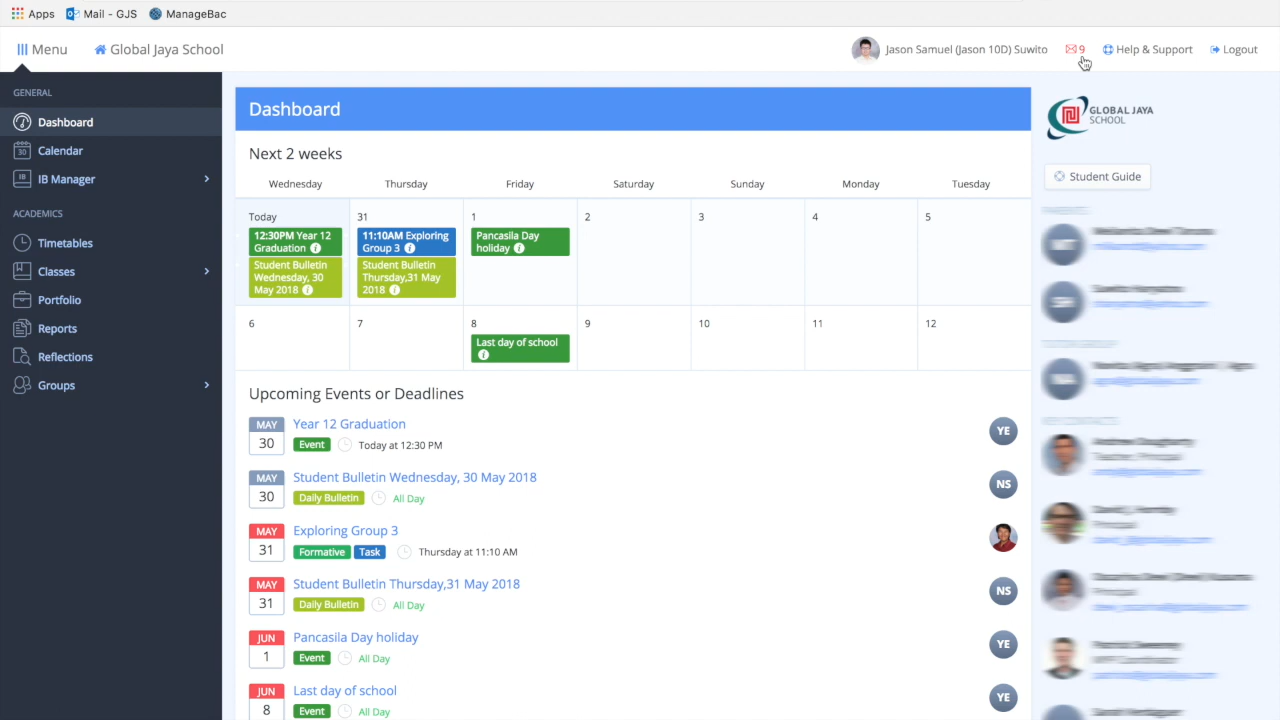 Apps
Mail - GJS
ManageBac
Menu
Global Jaya School
Jason Samuel (Jason 10D) Suwito
9
Help & Support
Logout
GENERAL
Dashboard
30
Calendar
IB
IB Manager
ACADEMICS
Timetables
Classes
Portfolio
Reports
Reflections
Groups
Dashboard
Next 2 weeks
Wednesday
Thursday
Friday
Saturday
Sunday
Monday
Tuesday
Today
12:30PM Year 12
Graduation
Student Bulletin
Wednesday, 30
May 2018
31
11:10AM Exploring
Group 3
Student Bulletin
Thursday,31 May
2018
1
Pancasila Day
holiday
2
3
4
5
6
7
8
Last day of school
9
10
11
12
Upcoming Events or Deadlines
MAY
30
Year 12 Graduation
Event
Today at 12:30 PM
YE
MAY
30
Student Bulletin Wednesday, 30 May 2018
Daily Bulletin
All Day
NS
MAY
31
Exploring Group 3
Formative
Task
Thursday at 11:10 AM
MAY
31
Student Bulletin Thursday,31 May 2018
Daily Bulletin
All Day
NS
JUN
1
Pancasila Day holiday
Event
All Day
YE
JUN
8
Last day of school
Event
All Day
YE
GLOBAL JAYA
SCHOOL
Student Guide